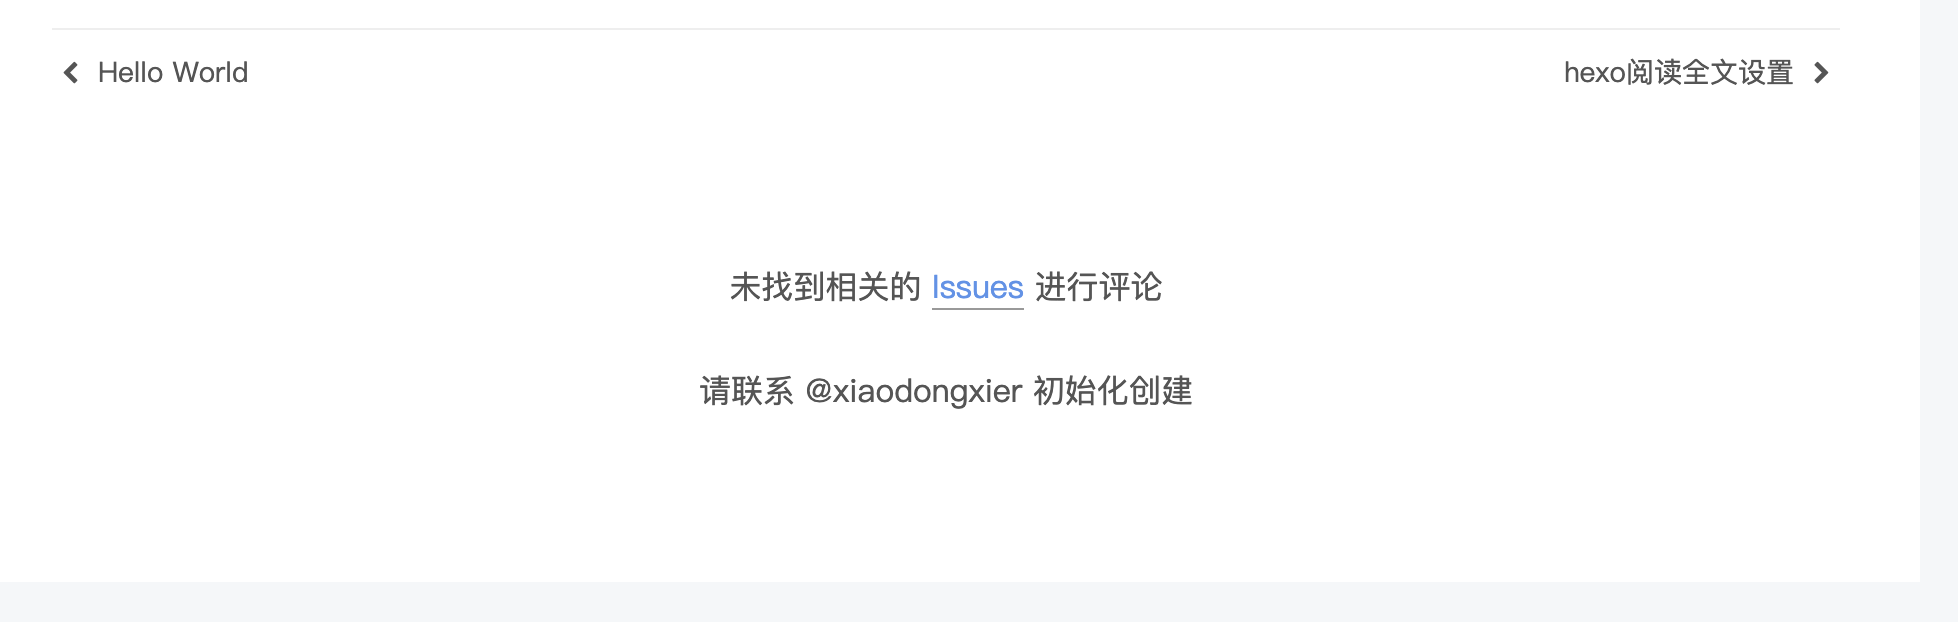 Hello World
hexo阅读全文设置
未找到相关的 Issues 进行评论
请联系 @xiaodongxier 初始化创建